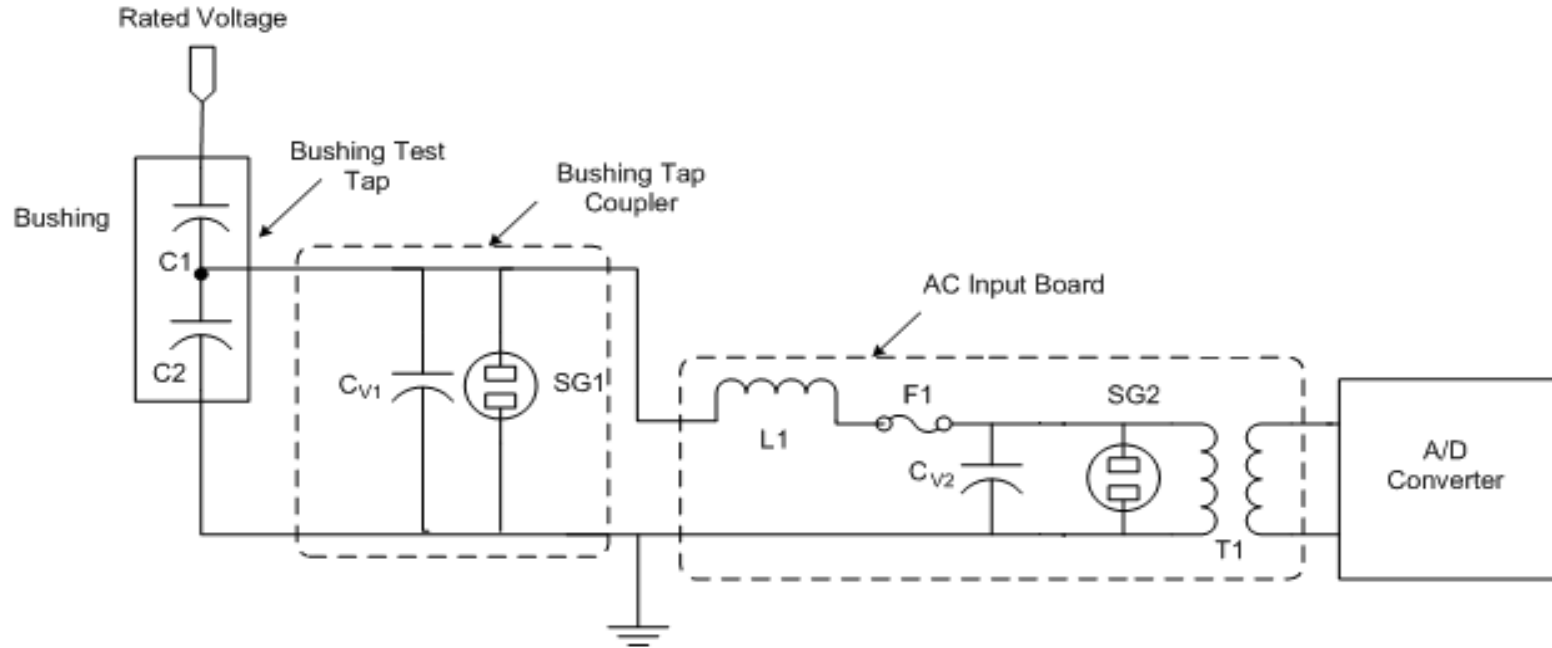 Rated Voltage
Bushing Test
Tap
Bushing Tap
Coupler
Bushing
C1
C2
CV1
SG1
AC Input Board
L1
F1
CV2
SG2
T1
A/D
Converter